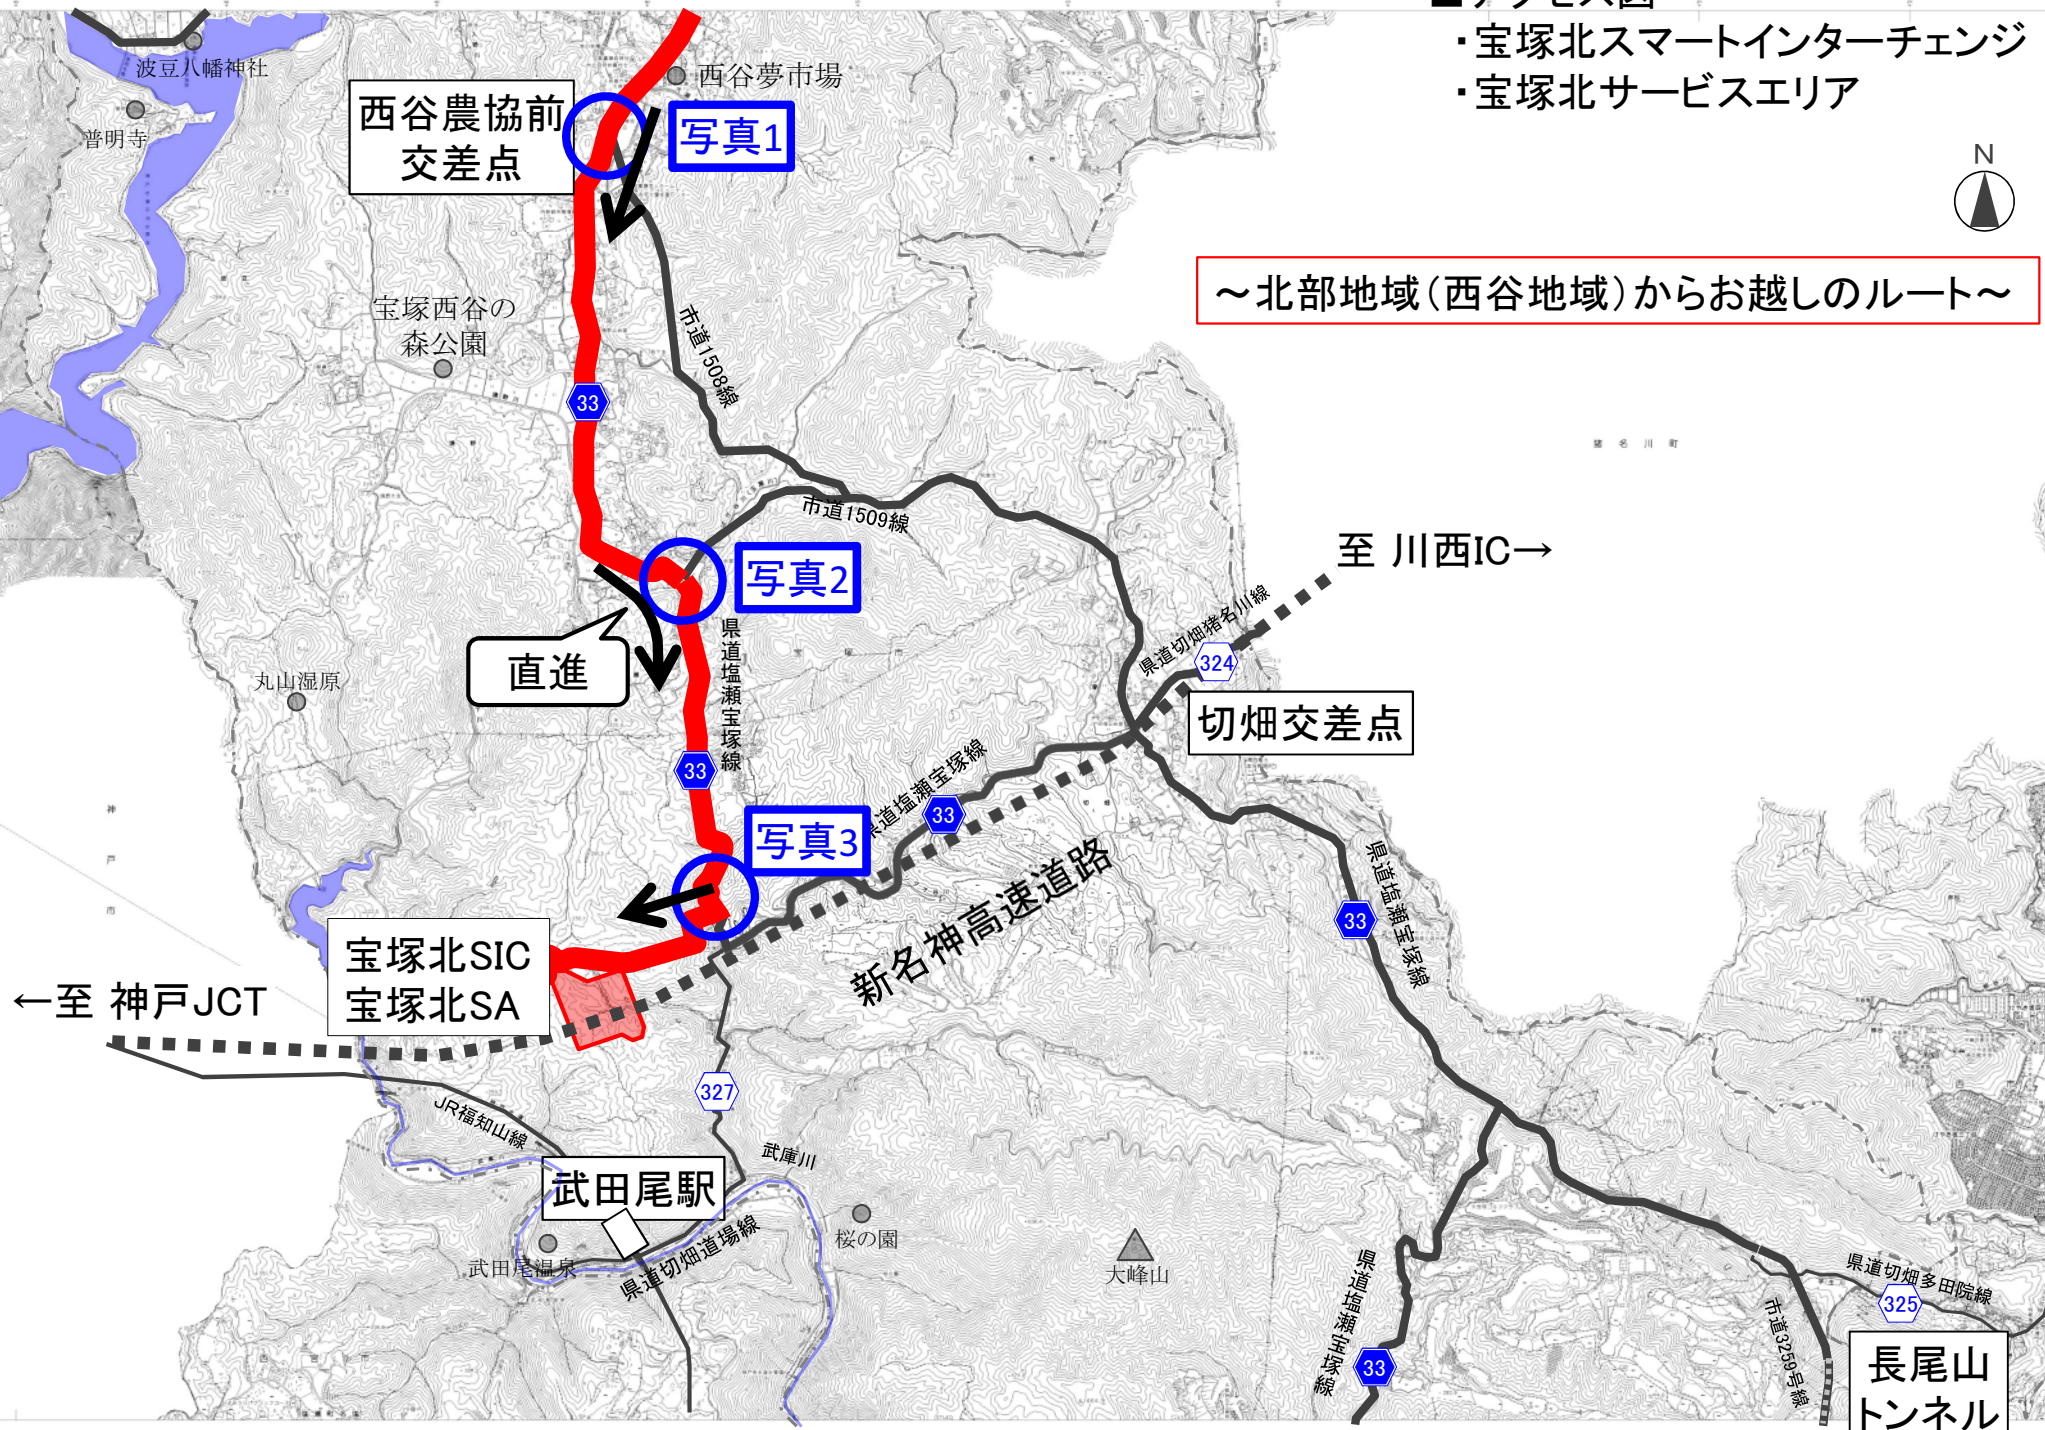 ・宝塚北スマートインターチェンジ
・宝塚北サービスエリア
N
～北部地域（西谷地域）からお越しのルート～
波豆八幡神社
普明寺
西谷夢市場
西谷農協前
交差点
写真1
宝塚西谷の
森公園
市道1508線
33
猪名川町
市道1509線
至 川西IC→
写真2
直進
県道塩瀬宝塚線
県道切畑猪名川線
324
丸山湿原
切畑交差点
33
県道塩瀬宝塚線
33
写真3
神戸市
新名神高速道路
県道塩瀬宝塚線
33
宝塚北SIC
宝塚北SA
←至 神戸JCT
327
JR福知山線
武庫川
武田尾駅
桜の園
武田尾温泉
県道切畑道場線
大峰山
県道塩瀬宝塚線
33
県道切畑多田院線
325
市道3259号線
長尾山
トンネル